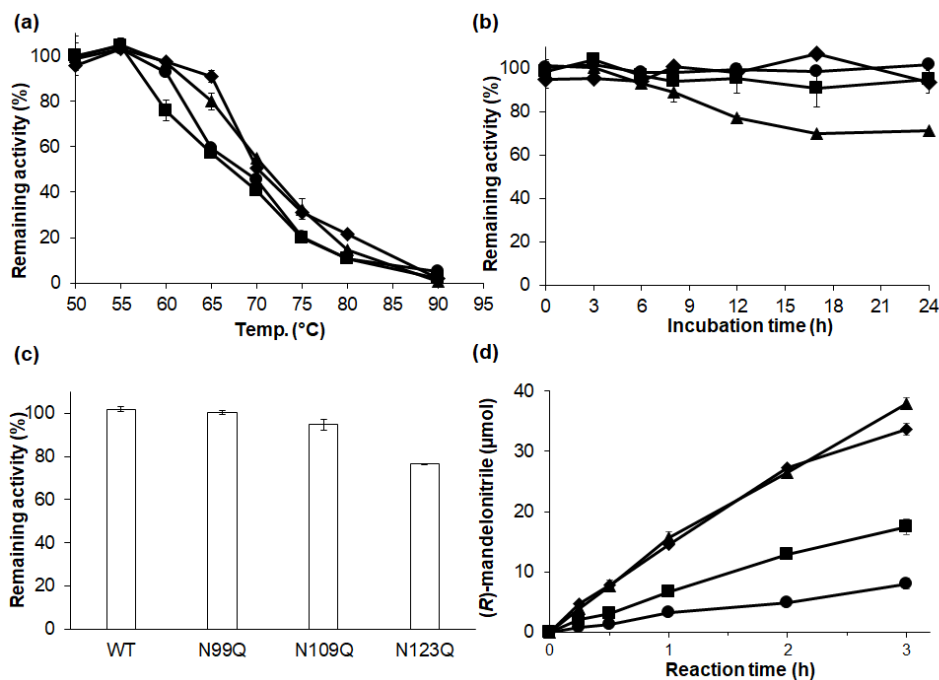 (a)
100
80
60
40
20
0
Remaining activity (%)
50 55 60 65 70 75 80 85 90 95
Temp. (°C)
(b)
120
100
80
60
40
20
0
Remaining activity (%)
0 3 6 9 12 15 18 21 24
Incubation time (h)
(c)
100
80
60
40
20
0
Remaining activity (%)
WT N99Q N109Q N123Q
(d)
40
30
20
10
0
(R)-mandelonitrile (µmol)
0 1 2 3
Reaction time (h)